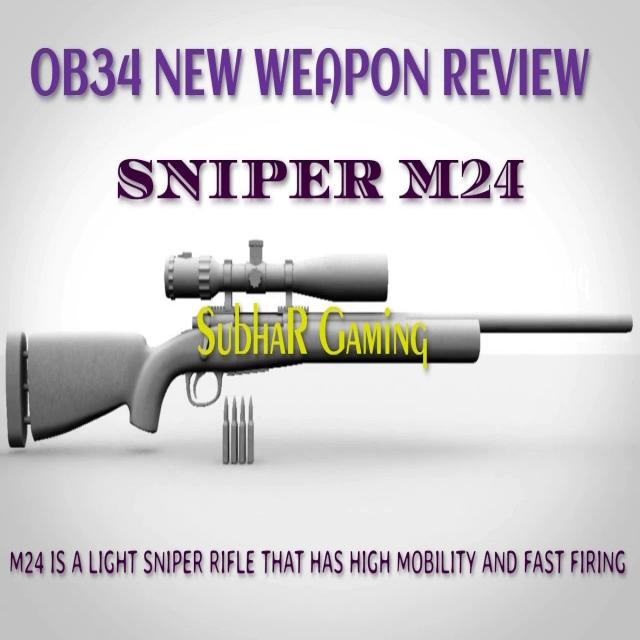 OB34 NEW WEAPON REVIEW
SNIPER M24
SubhaR Gaming
M24 IS A LIGHT SNIPER RIFLE THAT HAS HIGH MOBILITY AND FAST FIRING